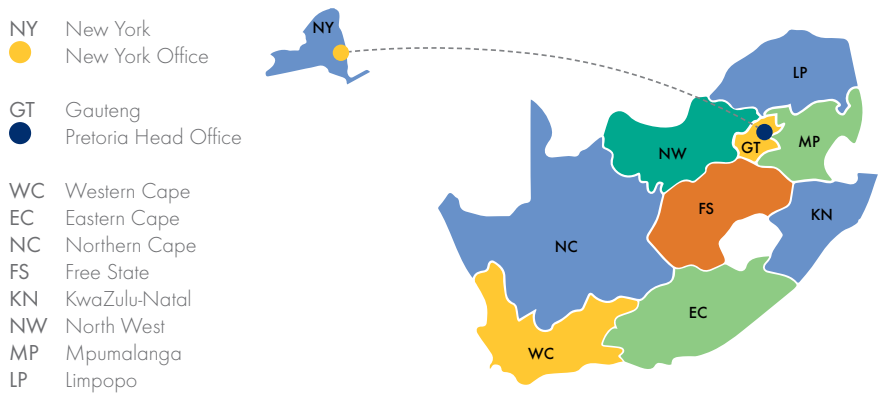 NY New York
New York Office
GT Gauteng
Pretoria Head Office
WC Western Cape
EC Eastern Cape
NC Northern Cape
FS Free State
KN KwaZulu-Natal
NW North West
MP Mpumalanga
LP Limpopo
NY
LP
MP
GT
NW
FS
KN
NC
EC
WC